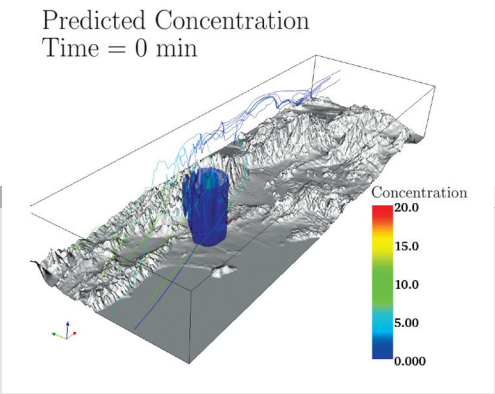 Predicted Concentration
Time = 0 min
Concentration
20.0
15.0
10.0
5.00
0.000